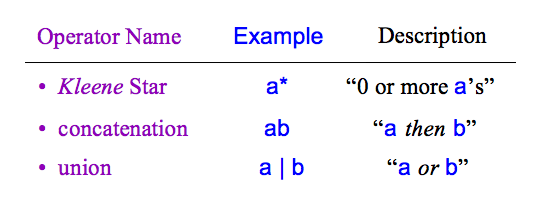 Operator Name Example Description
• Kleene Star a* “0 or more a’s”
• concatenation ab “a then b”
• union a | b “a or b”